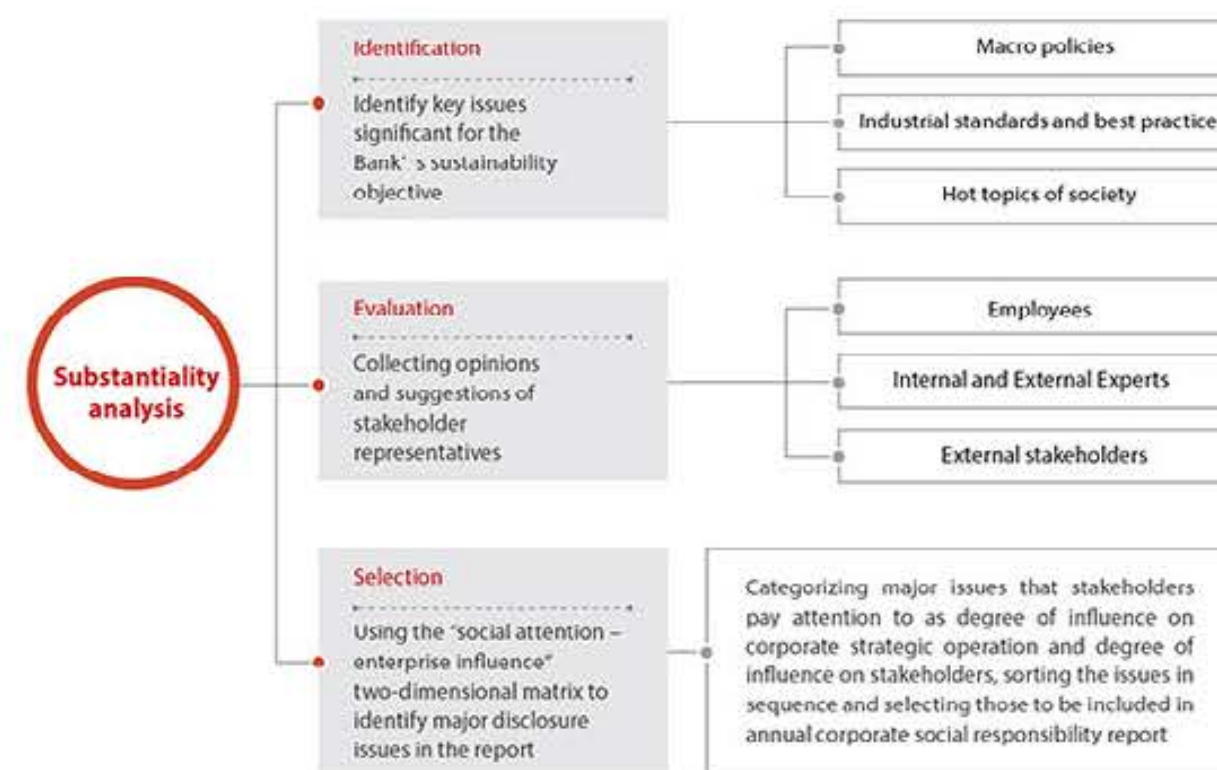 Substantiality
analysis
Identification
Identify key issues
significant for the
Bank' s sustainability
objective
Macro policies
Industrial standards and best practice
Hot topics of society
Evaluation
Collecting opinions
and suggestions of
stakeholder
representatives
Employees
Internal and External Experts
External stakeholders
Selection
Using the "social attention –
enterprise influence"
two-dimensional matrix to
identify major disclosure
issues in the report
Categorizing major issues that stakeholders
pay attention to as degree of influence on
corporate strategic operation and degree of
influence on stakeholders, sorting the issues in
sequence and selecting those to be included in
annual corporate social responsibility report